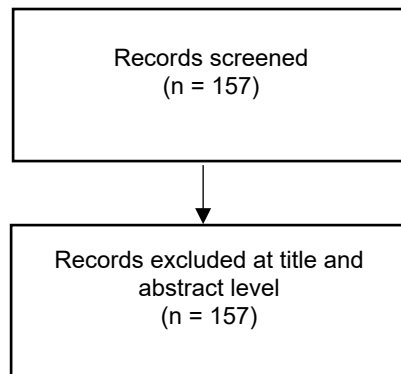 Records screened
(n = 157)
Records excluded at title and
abstract level
(n = 157)